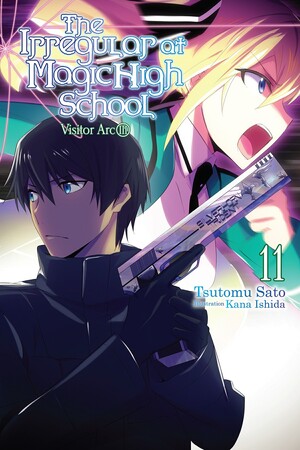 The
Irregular at
Magic High
School
Visitor Arc III
11
Tsutomu Sato
Illustration Kana Ishida